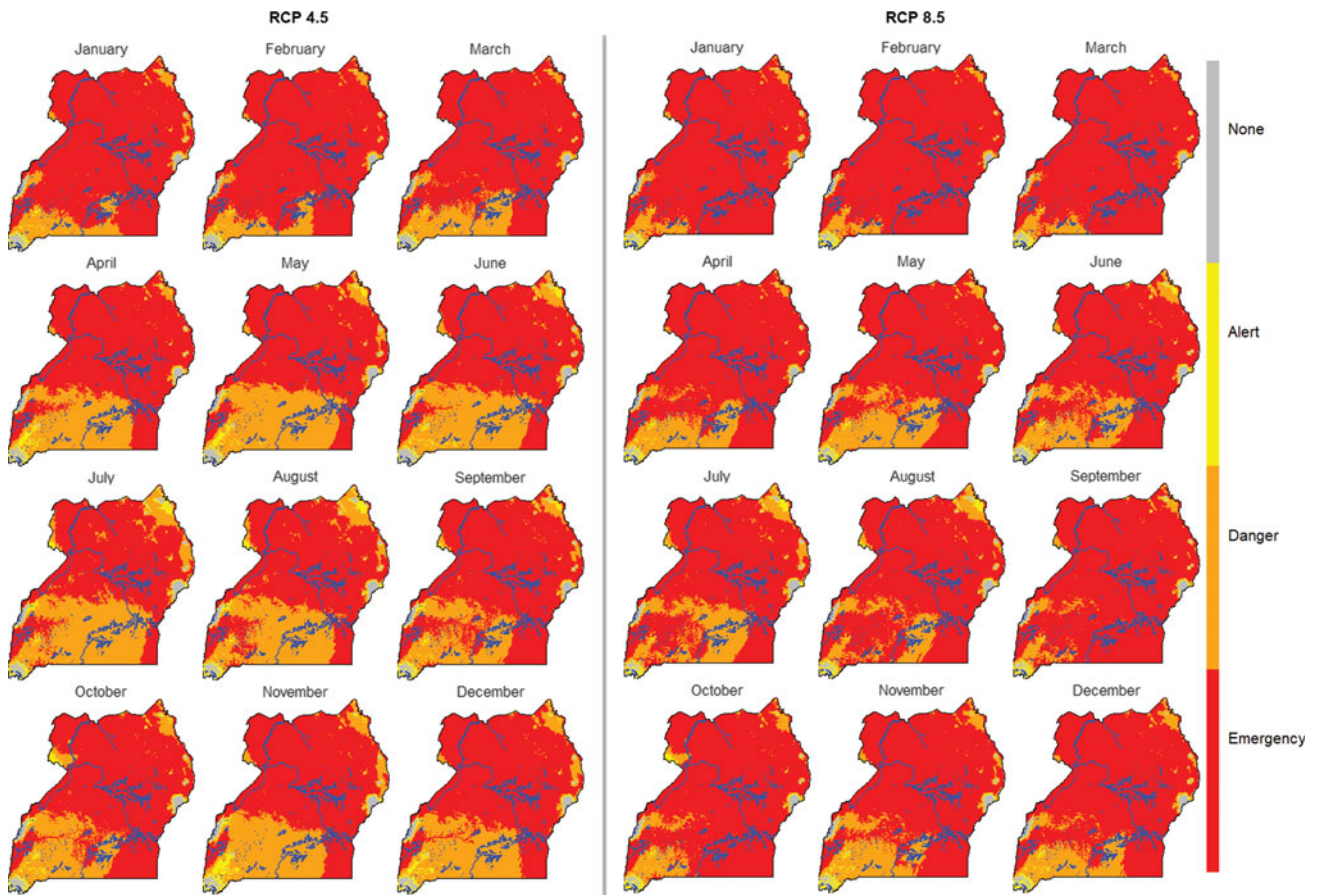 RCP 4.5
RCP 8.5
January February March
January February March
April May June
April May June
July August September
July August September
October November December
October November December
None
Alert
Danger
Emergency